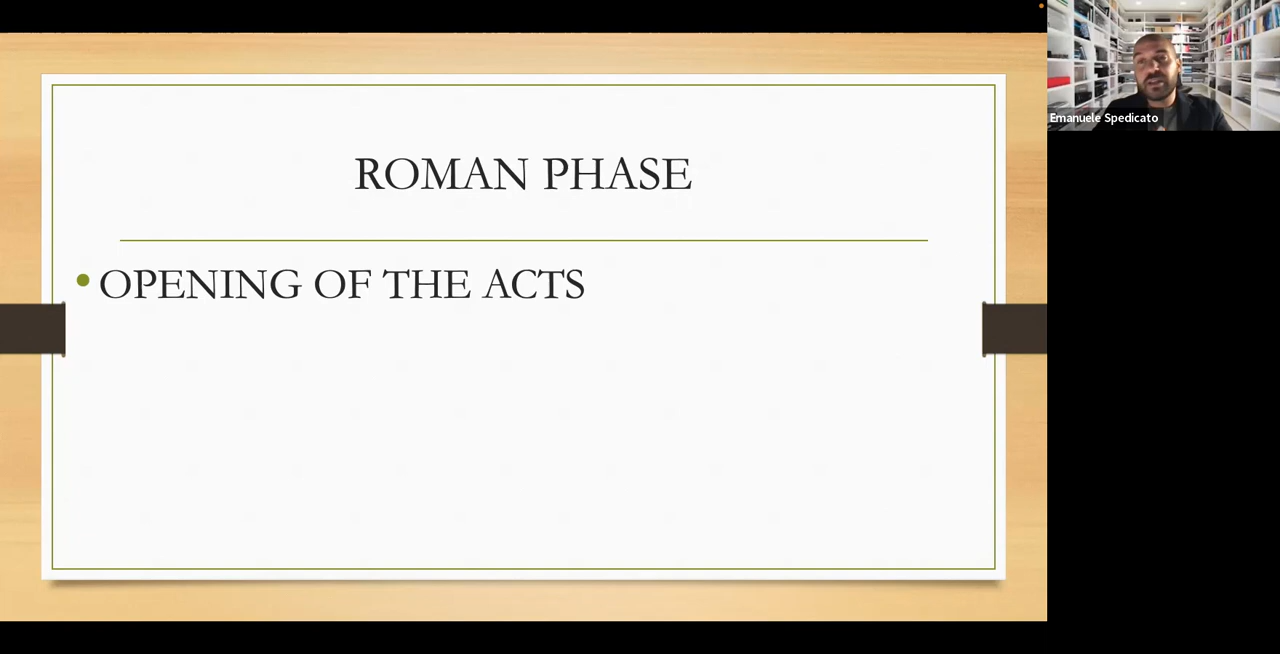 ROMAN PHASE
• OPENING OF THE ACTS
Emanuele Spedicato